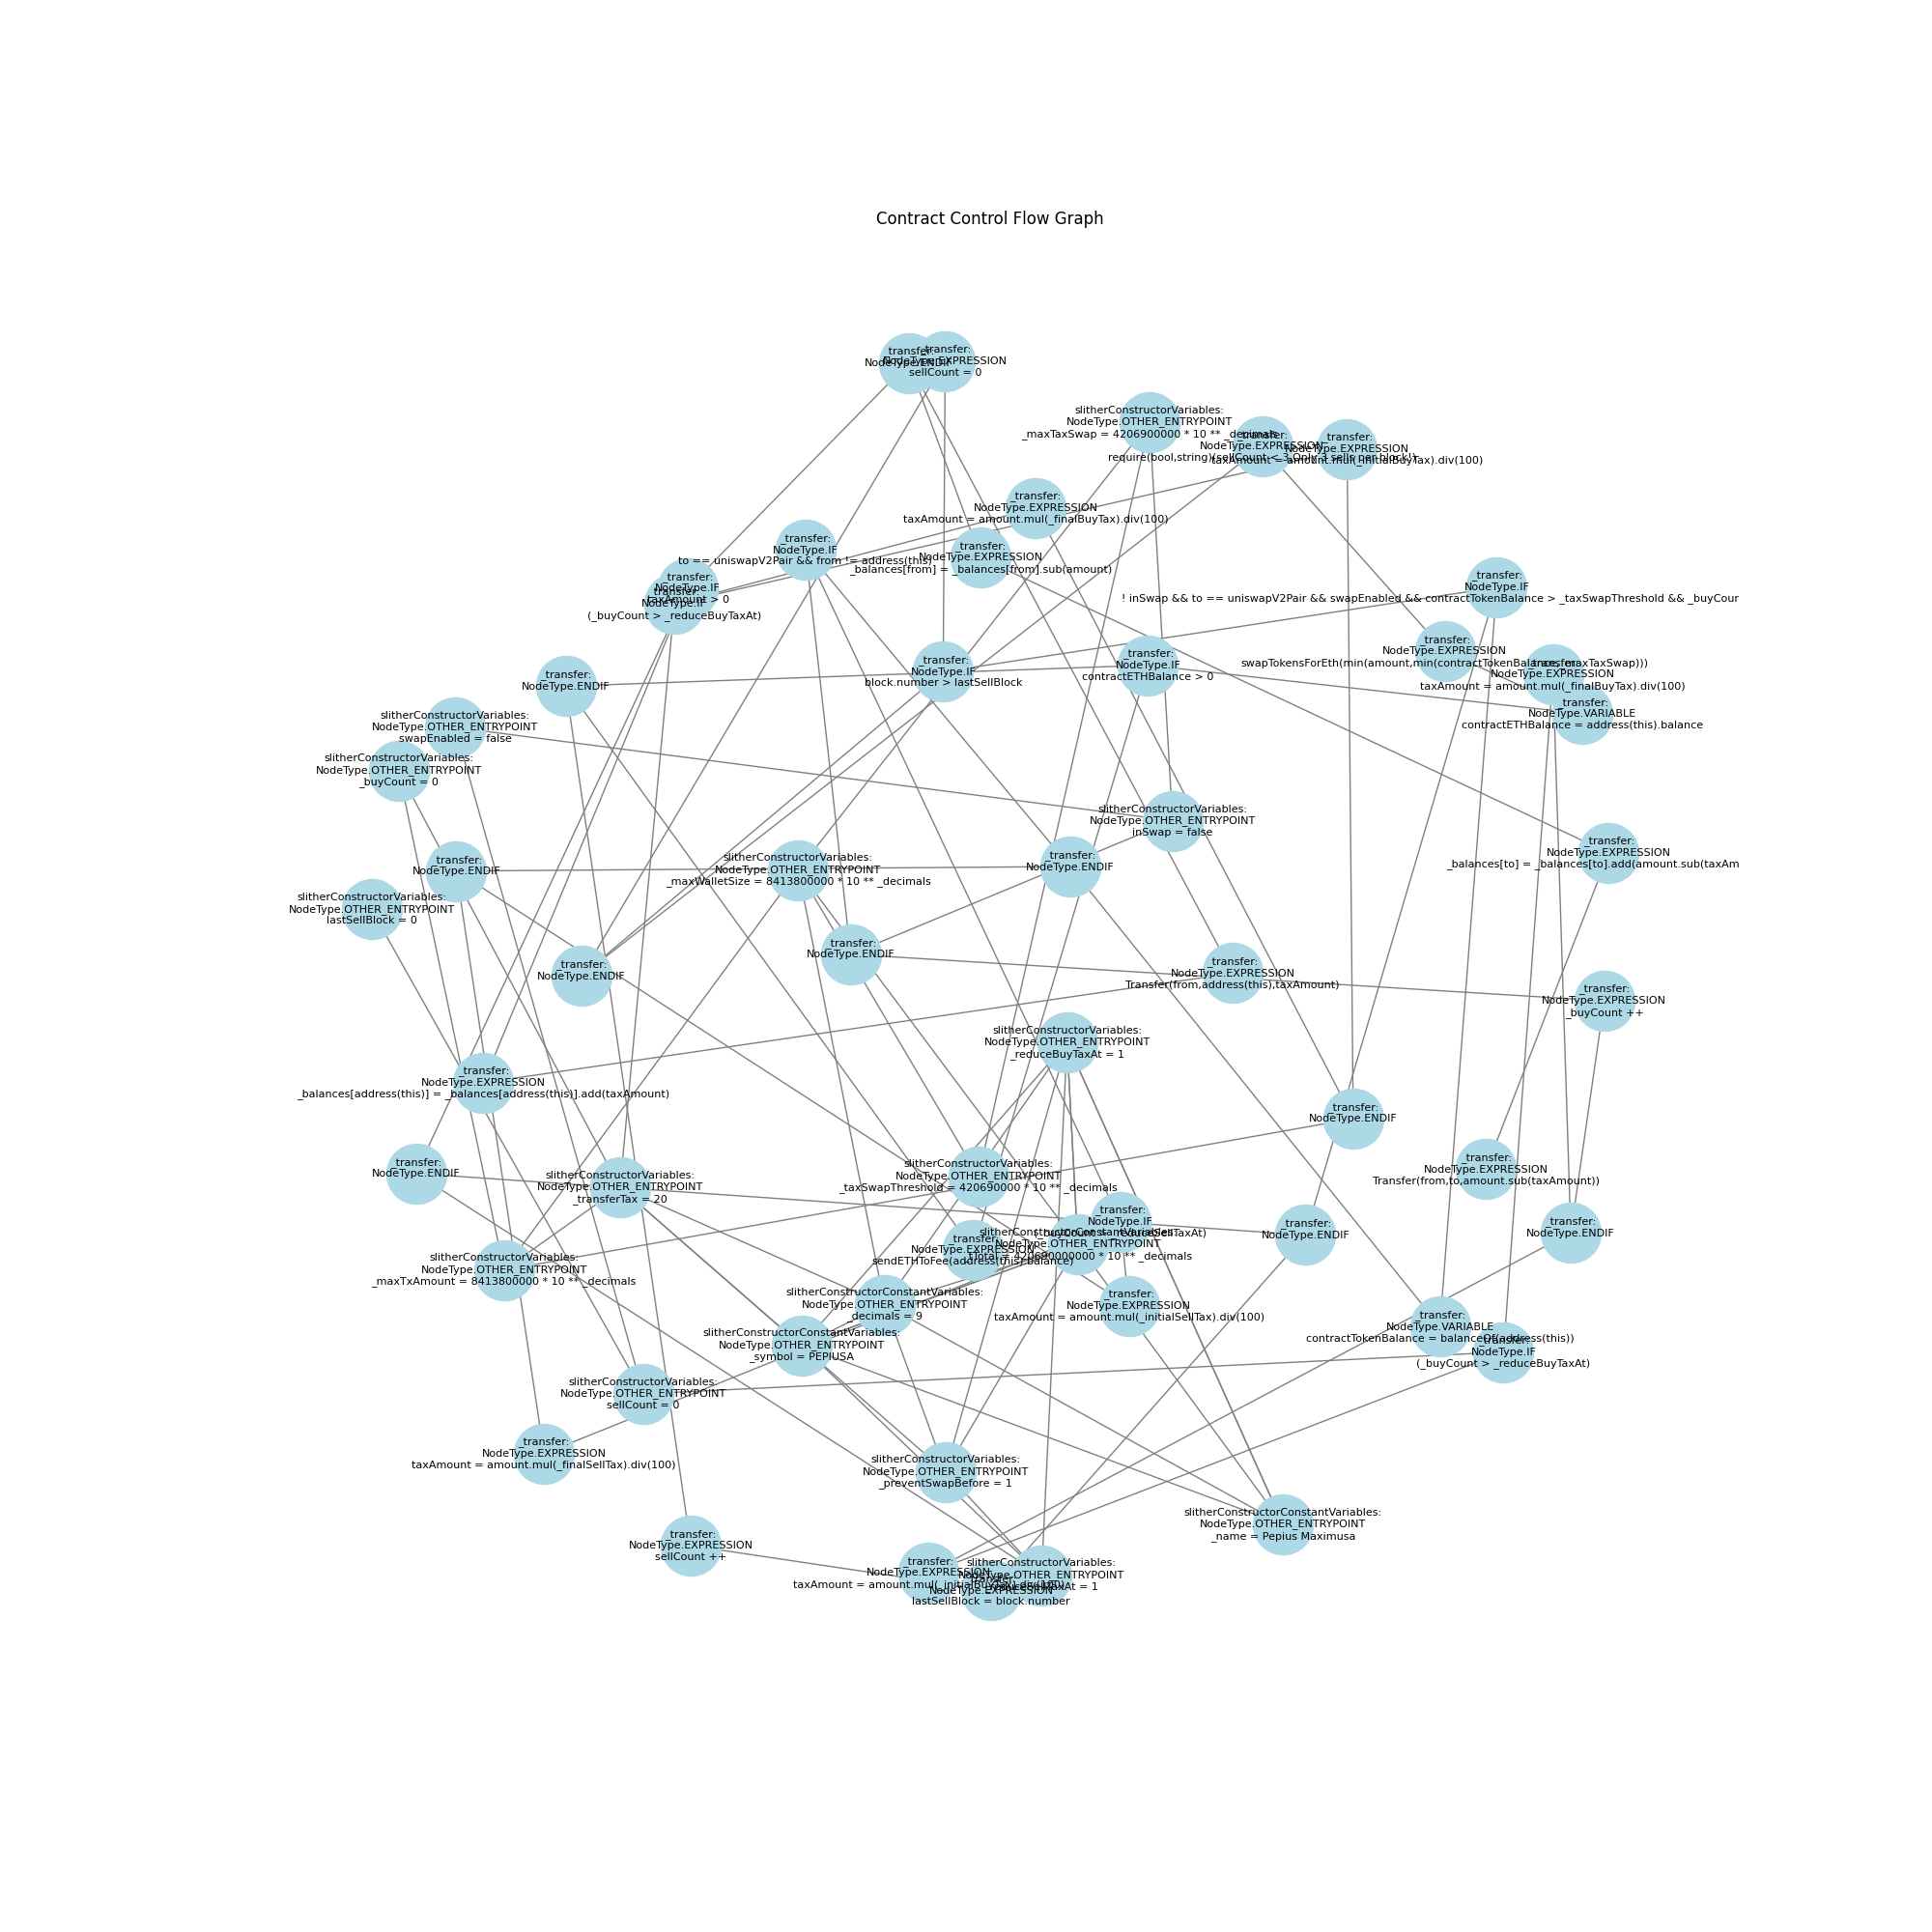 Contract Control Flow Graph
_transfer:
NodeType.ENDIF
_transfer:
NodeType.EXPRESSION
sellCount = 0
slitherConstructorVariables:
NodeType.OTHER_ENTRYPOINT
_maxTaxSwap = 4206900000 * 10 ** _decimals
_transfer:
NodeType.EXPRESSION
require(bool,string)(sellCount < 3,Only 3 sells per block!)
_transfer:
NodeType.EXPRESSION
taxAmount = amount.mul(_initialBuyTax).div(100)
_transfer:
NodeType.EXPRESSION
taxAmount = amount.mul(_finalBuyTax).div(100)
_transfer:
NodeType.IF
to == uniswapV2Pair && from != address(this)
_transfer:
NodeType.EXPRESSION
_balances[from] = _balances[from].sub(amount)
_transfer:
NodeType.IF
taxAmount > 0
_transfer:
NodeType.IF
(_buyCount > _reduceBuyTaxAt)
_transfer:
NodeType.IF
! inSwap && to == uniswapV2Pair && swapEnabled && contractTokenBalance > _taxSwapThreshold && _buyCour
_transfer:
NodeType.EXPRESSION
swapTokensForEth(min(amount,min(contractTokenBalance,_maxTaxSwap)))
_transfer:
NodeType.IF
block.number > lastSellBlock
_transfer:
NodeType.IF
contractETHBalance > 0
_transfer:
NodeType.EXPRESSION
taxAmount = amount.mul(_finalBuyTax).div(100)
_transfer:
NodeType.ENDIF
_transfer:
NodeType.VARIABLE
contractETHBalance = address(this).balance
slitherConstructorVariables:
NodeType.OTHER_ENTRYPOINT
swapEnabled = false
slitherConstructorVariables:
NodeType.OTHER_ENTRYPOINT
_buyCount = 0
slitherConstructorVariables:
NodeType.OTHER_ENTRYPOINT
inSwap = false
_transfer:
NodeType.EXPRESSION
_balances[to] = _balances[to].add(amount.sub(taxAm
_transfer:
NodeType.ENDIF
slitherConstructorVariables:
NodeType.OTHER_ENTRYPOINT
_maxWalletSize = 8413800000 * 10 ** _decimals
_transfer:
NodeType.ENDIF
slitherConstructorVariables:
NodeType.OTHER_ENTRYPOINT
lastSellBlock = 0
_transfer:
NodeType.ENDIF
_transfer:
NodeType.ENDIF
_transfer:
NodeType.EXPRESSION
Transfer(from,address(this),taxAmount)
_transfer:
NodeType.EXPRESSION
_buyCount ++
slitherConstructorVariables:
NodeType.OTHER_ENTRYPOINT
_reduceBuyTaxAt = 1
_transfer:
NodeType.EXPRESSION
_balances[address(this)] = _balances[address(this)].add(taxAmount)
_transfer:
NodeType.ENDIF
_transfer:
NodeType.ENDIF
slitherConstructorVariables:
NodeType.OTHER_ENTRYPOINT
_transferTax = 20
slitherConstructorVariables:
NodeType.OTHER_ENTRYPOINT
_taxSwapThreshold = 420690000 * 10 ** _decimals
_transfer:
NodeType.EXPRESSION
Transfer(from,to,amount.sub(taxAmount))
_transfer:
NodeType.IF
(_buyCount > _reduceSellTaxAt)
slitherConstructorConstantVariables:
NodeType.OTHER_ENTRYPOINT
_tTotal = 420690000000 * 10 ** _decimals
_transfer:
NodeType.EXPRESSION
sendETHToFee(address(this).balance)
_transfer:
NodeType.ENDIF
_transfer:
NodeType.ENDIF
slitherConstructorVariables:
NodeType.OTHER_ENTRYPOINT
_maxTxAmount = 8413800000 * 10 ** _decimals
slitherConstructorConstantVariables:
NodeType.OTHER_ENTRYPOINT
_decimals = 9
_transfer:
NodeType.EXPRESSION
taxAmount = amount.mul(_initialSellTax).div(100)
_transfer:
NodeType.VARIABLE
contractTokenBalance = balanceOf(address(this))
_transfer:
NodeType.IF
(_buyCount > _reduceBuyTaxAt)
slitherConstructorConstantVariables:
NodeType.OTHER_ENTRYPOINT
_symbol = PEPIUSA
slitherConstructorVariables:
NodeType.OTHER_ENTRYPOINT
sellCount = 0
_transfer:
NodeType.EXPRESSION
taxAmount = amount.mul(_finalSellTax).div(100)
slitherConstructorVariables:
NodeType.OTHER_ENTRYPOINT
_preventSwapBefore = 1
slitherConstructorConstantVariables:
NodeType.OTHER_ENTRYPOINT
_name = Pepius Maximusa
_transfer:
NodeType.EXPRESSION
sellCount ++
_transfer:
NodeType.EXPRESSION
taxAmount = amount.mul(_initialBuyTax).div(100)
slitherConstructorVariables:
NodeType.OTHER_ENTRYPOINT
_reduceSellTaxAt = 1
_transfer:
NodeType.EXPRESSION
lastSellBlock = block.number